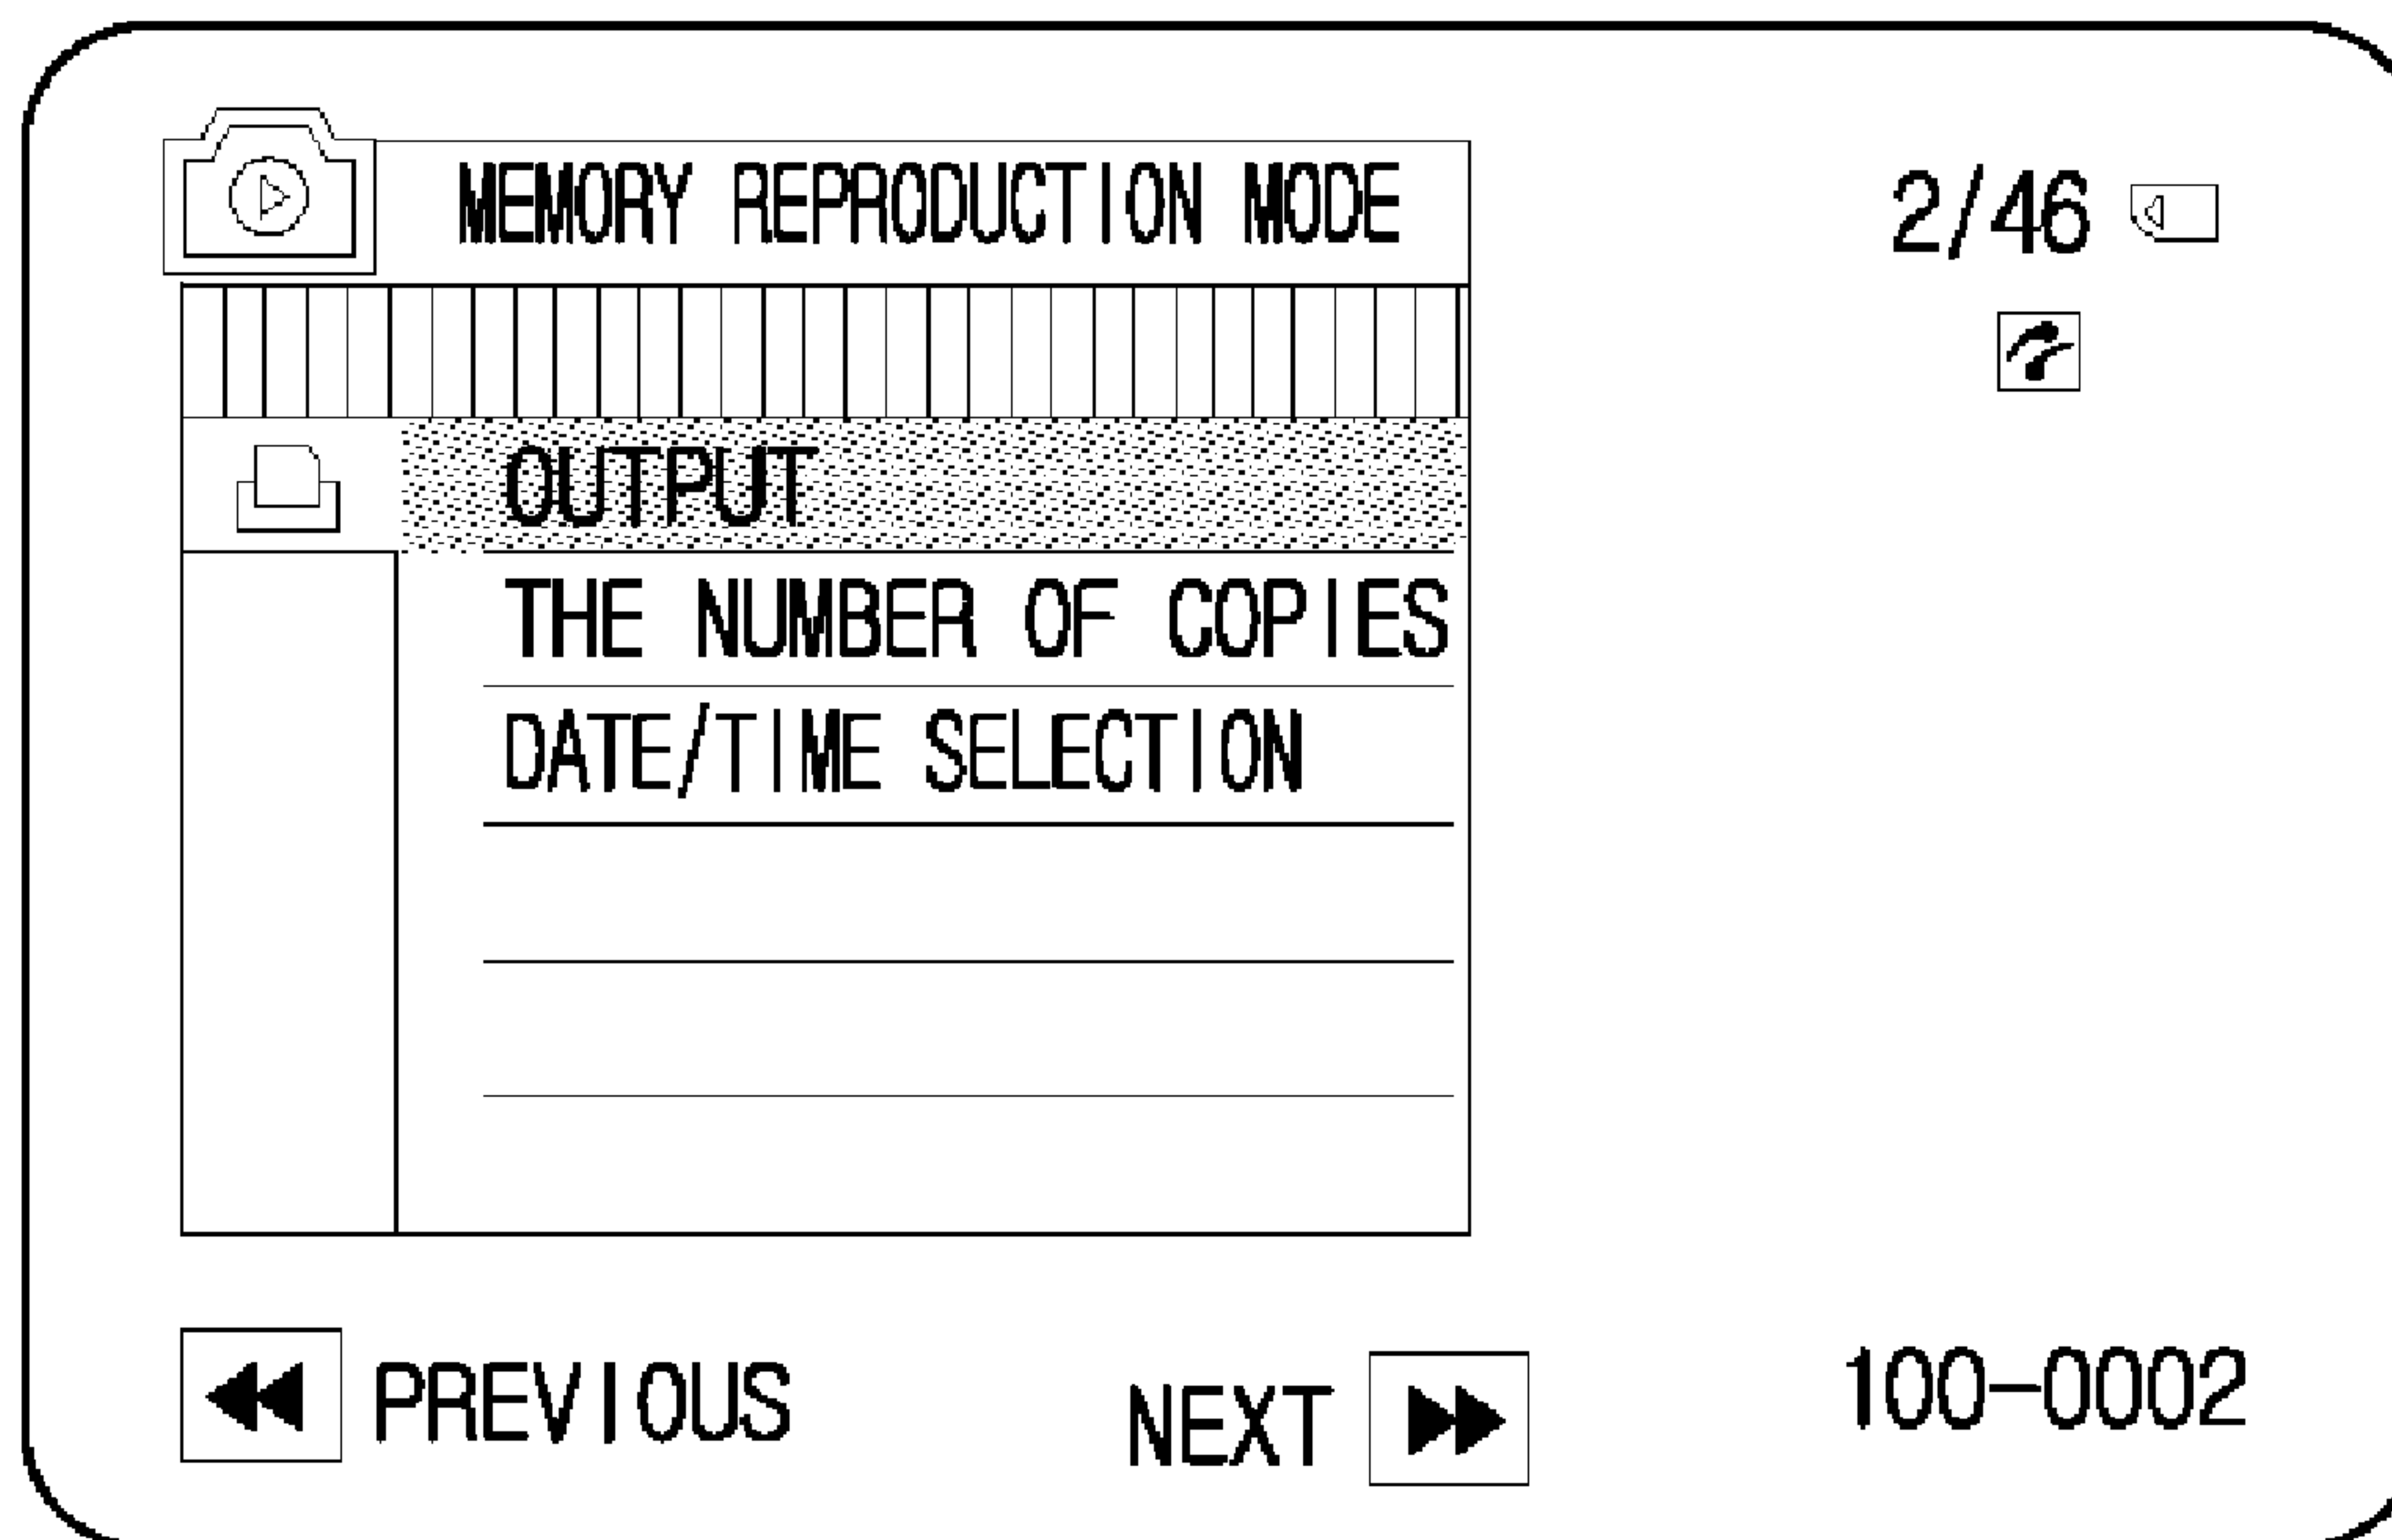 MEMORY REPRODUCTION MODE
2/46
OUTPUT
THE NUMBER OF COPIES
DATE/TIME SELECTION
PREVIOUS
NEXT
100-0002